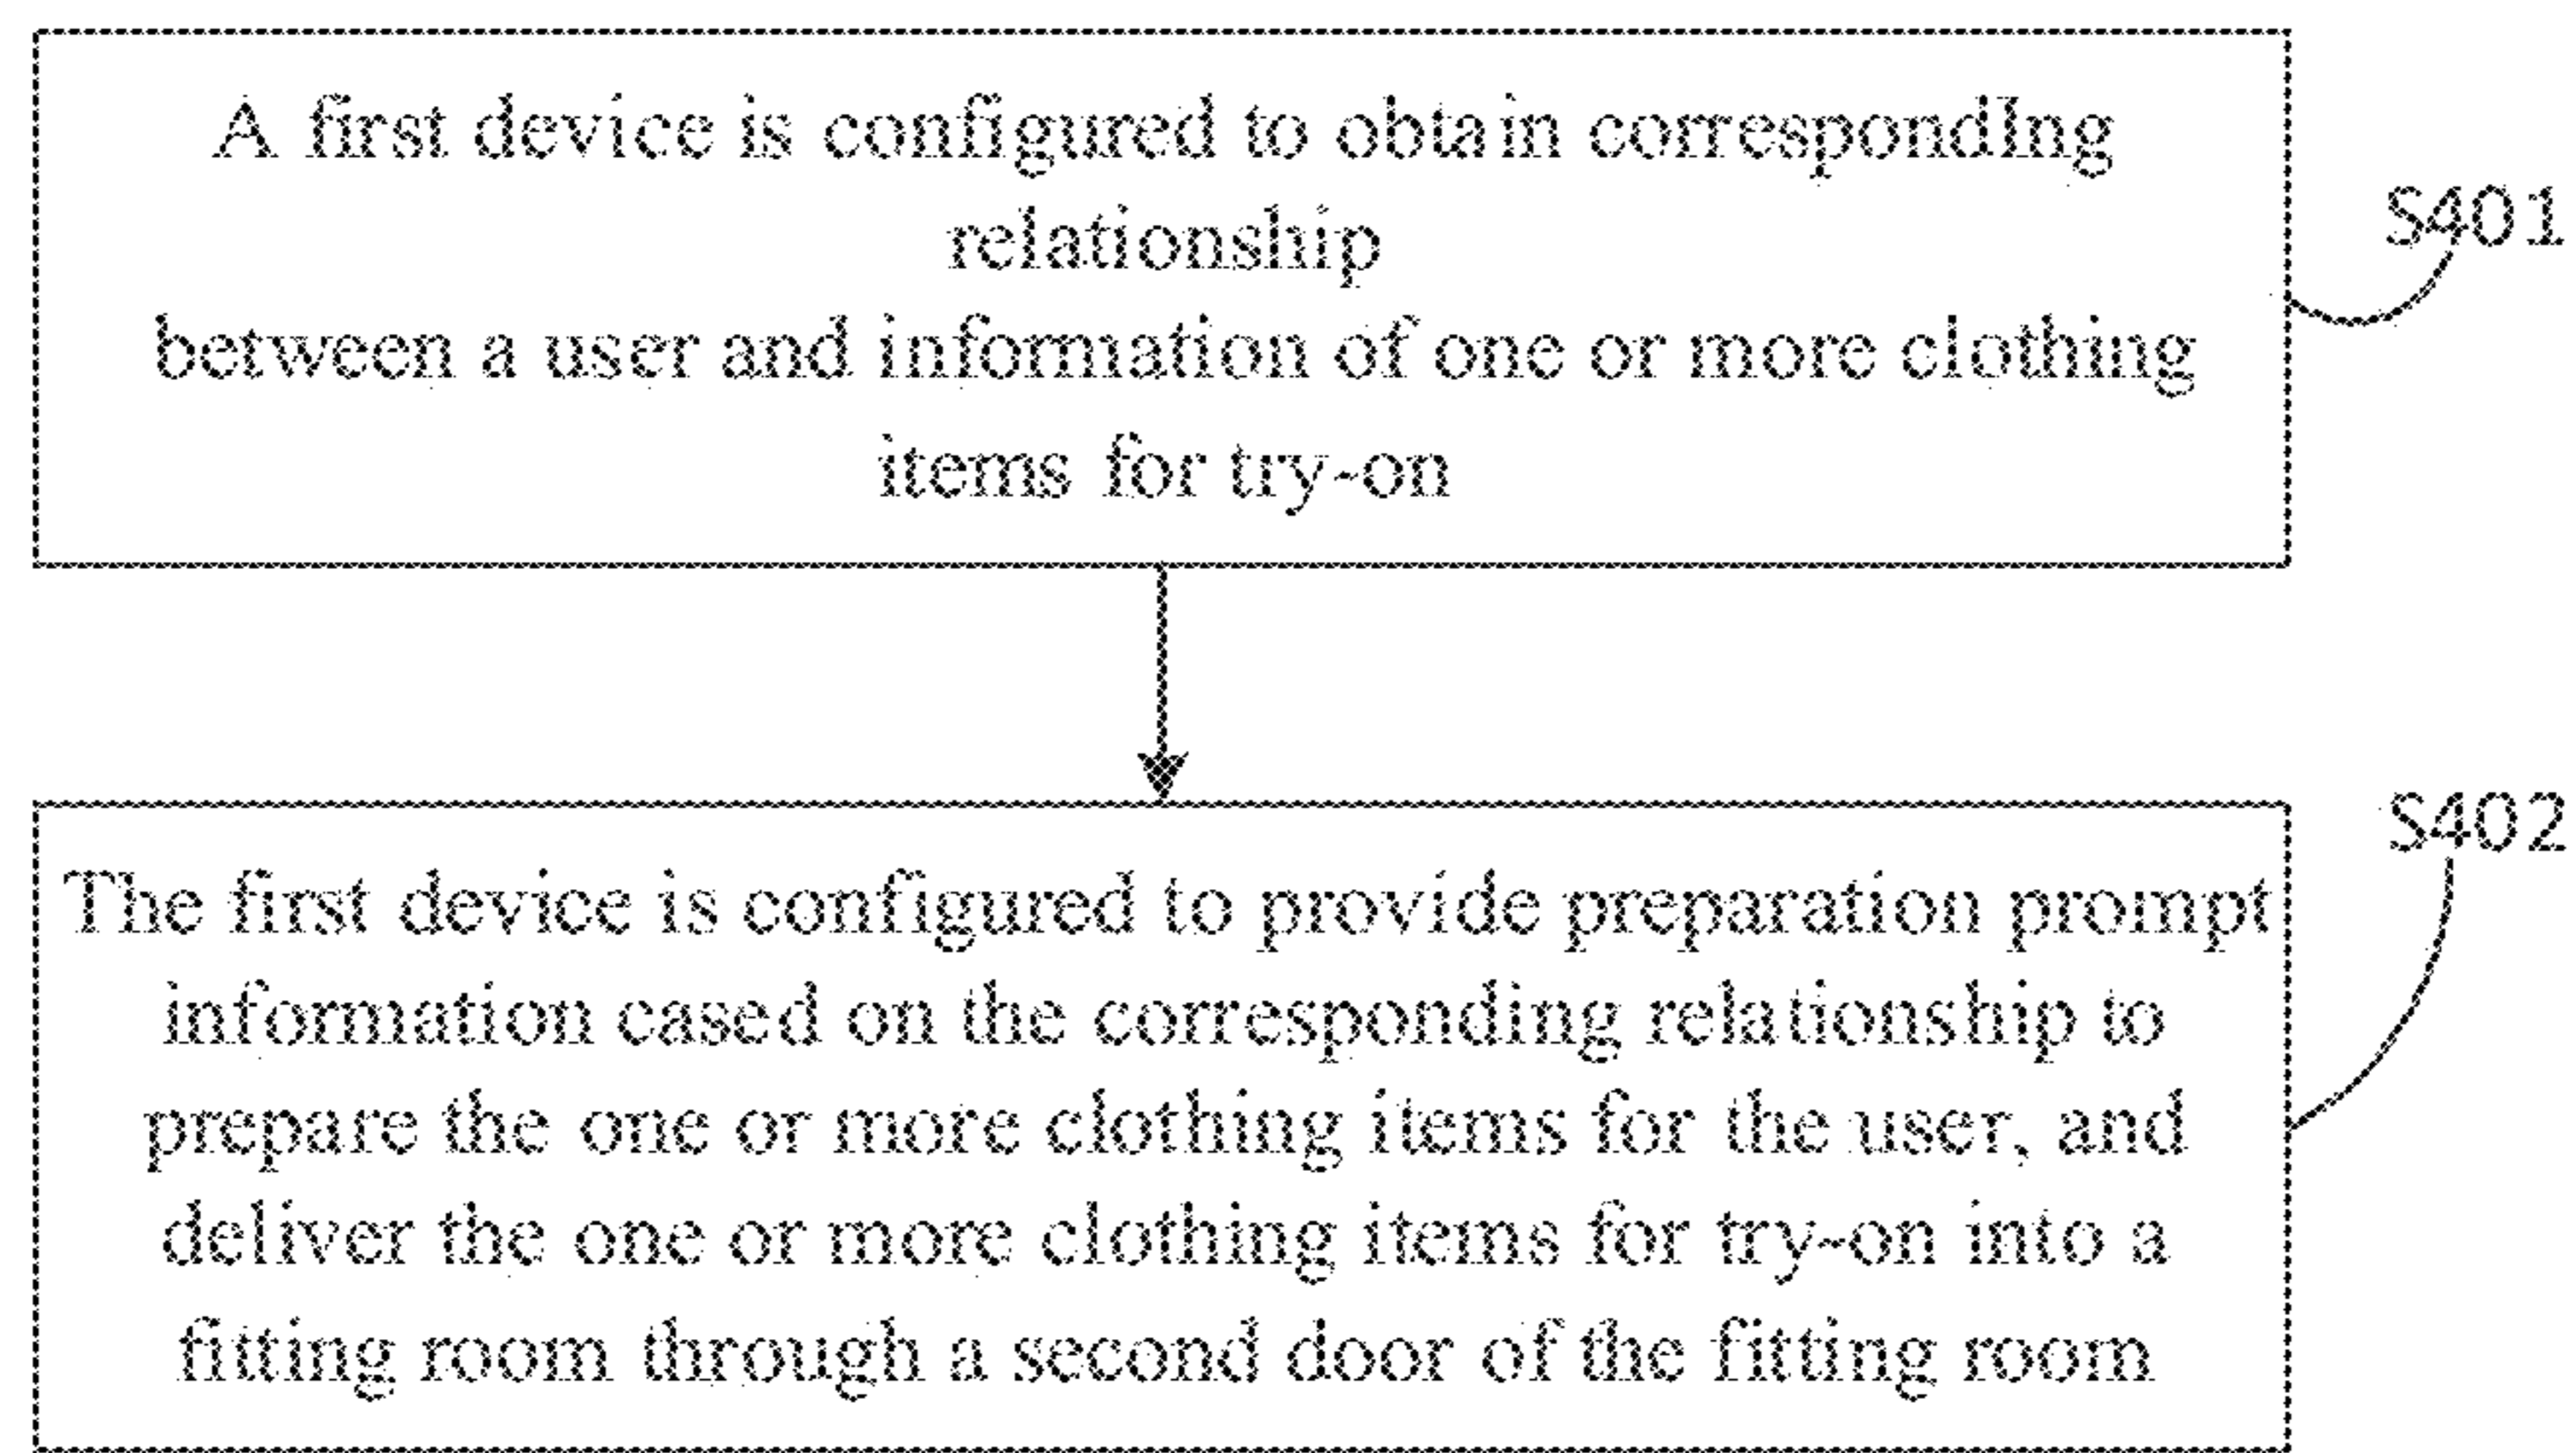 A first device is configured to obtain correspondIng
relationship
between a user and information of one or more clothing
items for try-on
S401
S402
The first device is configured to provide preparation prompt
information cased on the corresponding relationship to
prepare the one or more clothing items for the user, and
deliver the one or more clothing items for try-on into a
fitting room through a second door of the fitting room